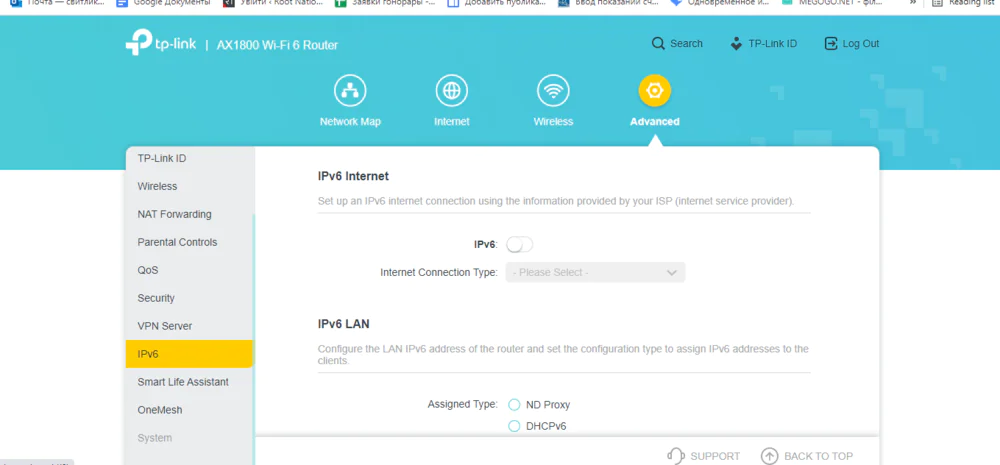 Почта — світлик...
Google Документы
Увійти ‹ Root Natio...
Заявки гонорары -...
Добавить публика...
Ввод показаний сч...
Одновременное и...
MEGOGO.NET - філ...
»
Reading list
tp-link | AX1800 Wi-Fi 6 Router
Search
TP-Link ID
Log Out
Network Map
Internet
Wireless
Advanced
TP-Link ID
Wireless
NAT Forwarding
Parental Controls
QoS
Security
VPN Server
IPv6
Smart Life Assistant
OneMesh
System
IPv6 Internet
Set up an IPv6 internet connection using the information provided by your ISP (internet service provider).
IPv6:
Internet Connection Type:
- Please Select -
IPv6 LAN
Configure the LAN IPv6 address of the router and set the configuration type to assign IPv6 addresses to the
clients.
Assigned Type:
ND Proxy
DHCPv6
SUPPORT
BACK TO TOP